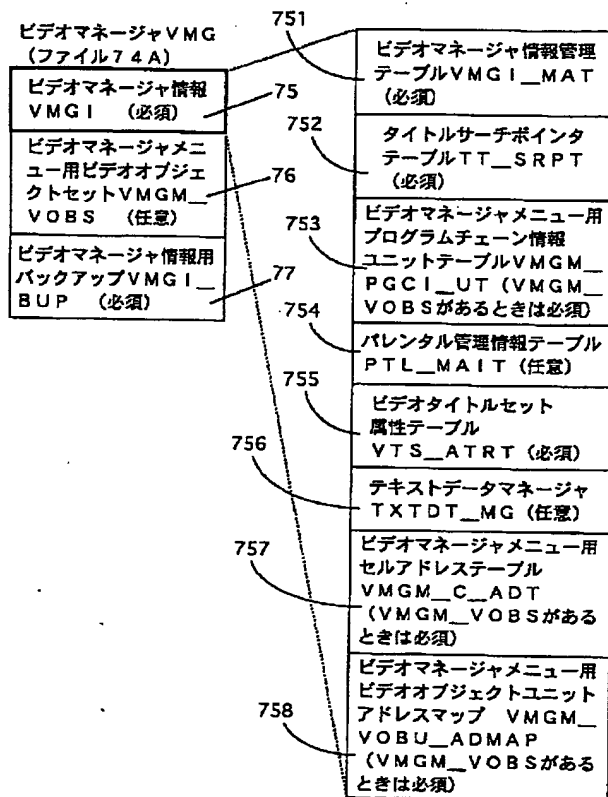 ビデオマネージャVMG
(ファイル74A)
ビデオマネージャ情報
VMGI (必須)
75
ビデオマネージャメニ
ュー用ビデオオブジェ
クトセットVMGM__
VOBS (任意)
76
ビデオマネージャ情報用
バックアップVMGI__
BUP (必須)
77
751
ビデオマネージャ情報管理
テーブルVMGI__MAT
(必須)
752
タイトルサーチポインタ
テーブルTT__SRPT
(必須)
753
ビデオマネージャメニュー用
プログラムチェーン情報
ユニットテーブルVMGM__
PGCI__UT (VMGM__
VOBSがあるときは必須)
754
パレンタル管理情報テーブル
PTL__MAIT (任意)
755
ビデオタイトルセット
属性テーブル
VTS__ATRT (必須)
756
テキストデータマネージャ
TXTDT__MG (任意)
757
ビデオマネージャメニュー用
セルアドレステーブル
VMGM__C__ADT
(VMGM__VOBSがある
ときは必須)
758
ビデオマネージャメニュー用
ビデオオブジェクトユニット
アドレスマップ VMGM__
VOBU__ADMAP
(VMGM__VOBSがある
ときは必須)